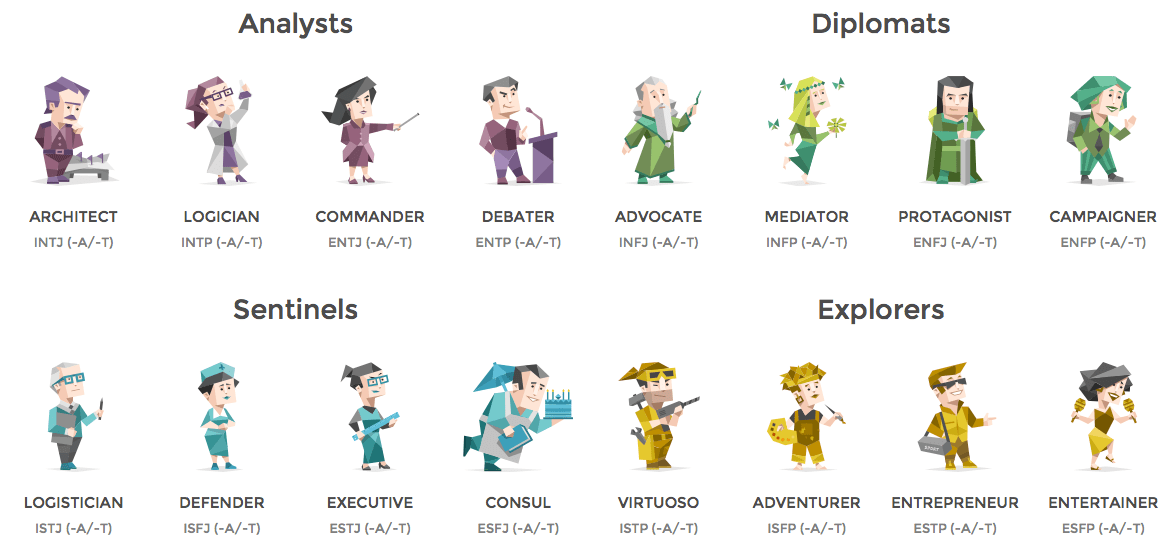 Analysts
Diplomats
ARCHITECT LOGICIAN COMMANDER DEBATER ADVOCATE MEDIATOR PROTAGONIST CAMPAIGNER
INTJ (-A/-T) INTP (-A/-T) ENTJ (-A/-T) ENTP (-A/-T) INFJ (-A/-T) INFP (-A/-T) ENFJ (-A/-T) ENFP (-A/-T)
Sentinels
Explorers
SPORT
LOGISTICIAN DEFENDER EXECUTIVE CONSUL VIRTUOSO ADVENTURER ENTREPRENEUR ENTERTAINER
ISTJ (-A/-T) ISFJ (-A/-T) ESTJ (-A/-T) ESFJ (-A/-T) ISTP (-A/-T) ISFP (-A/-T) ESTP (-A/-T) ESFP (-A/-T)